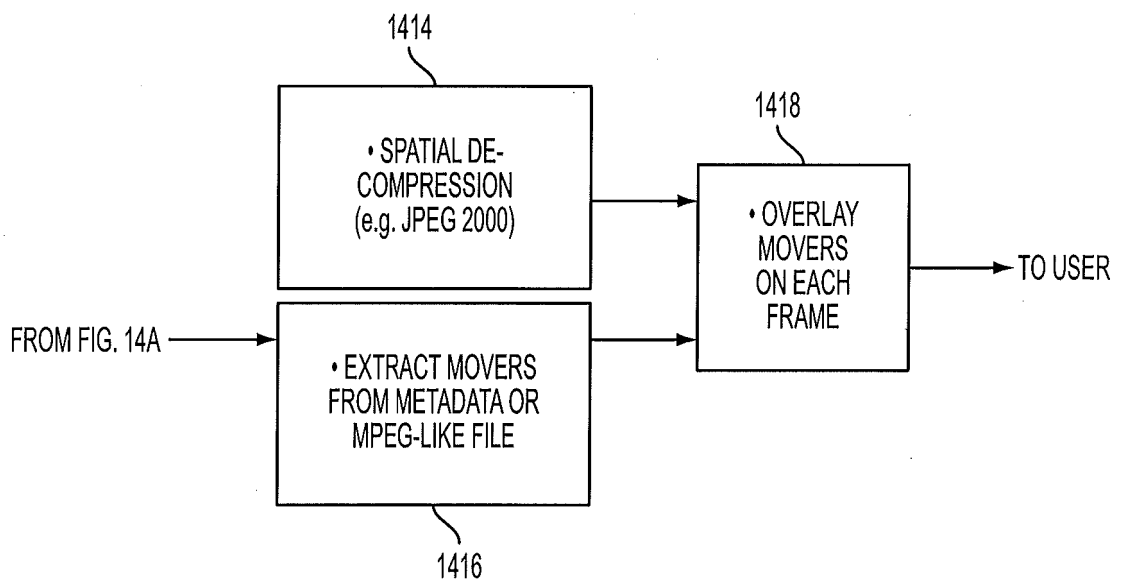 1414
• SPATIAL DE-
COMPRESSION
(e.g. JPEG 2000)
1418
• OVERLAY
MOVERS
ON EACH
FRAME
TO USER
FROM FIG. 14A
• EXTRACT MOVERS
FROM METADATA OR
MPEG-LIKE FILE
1416